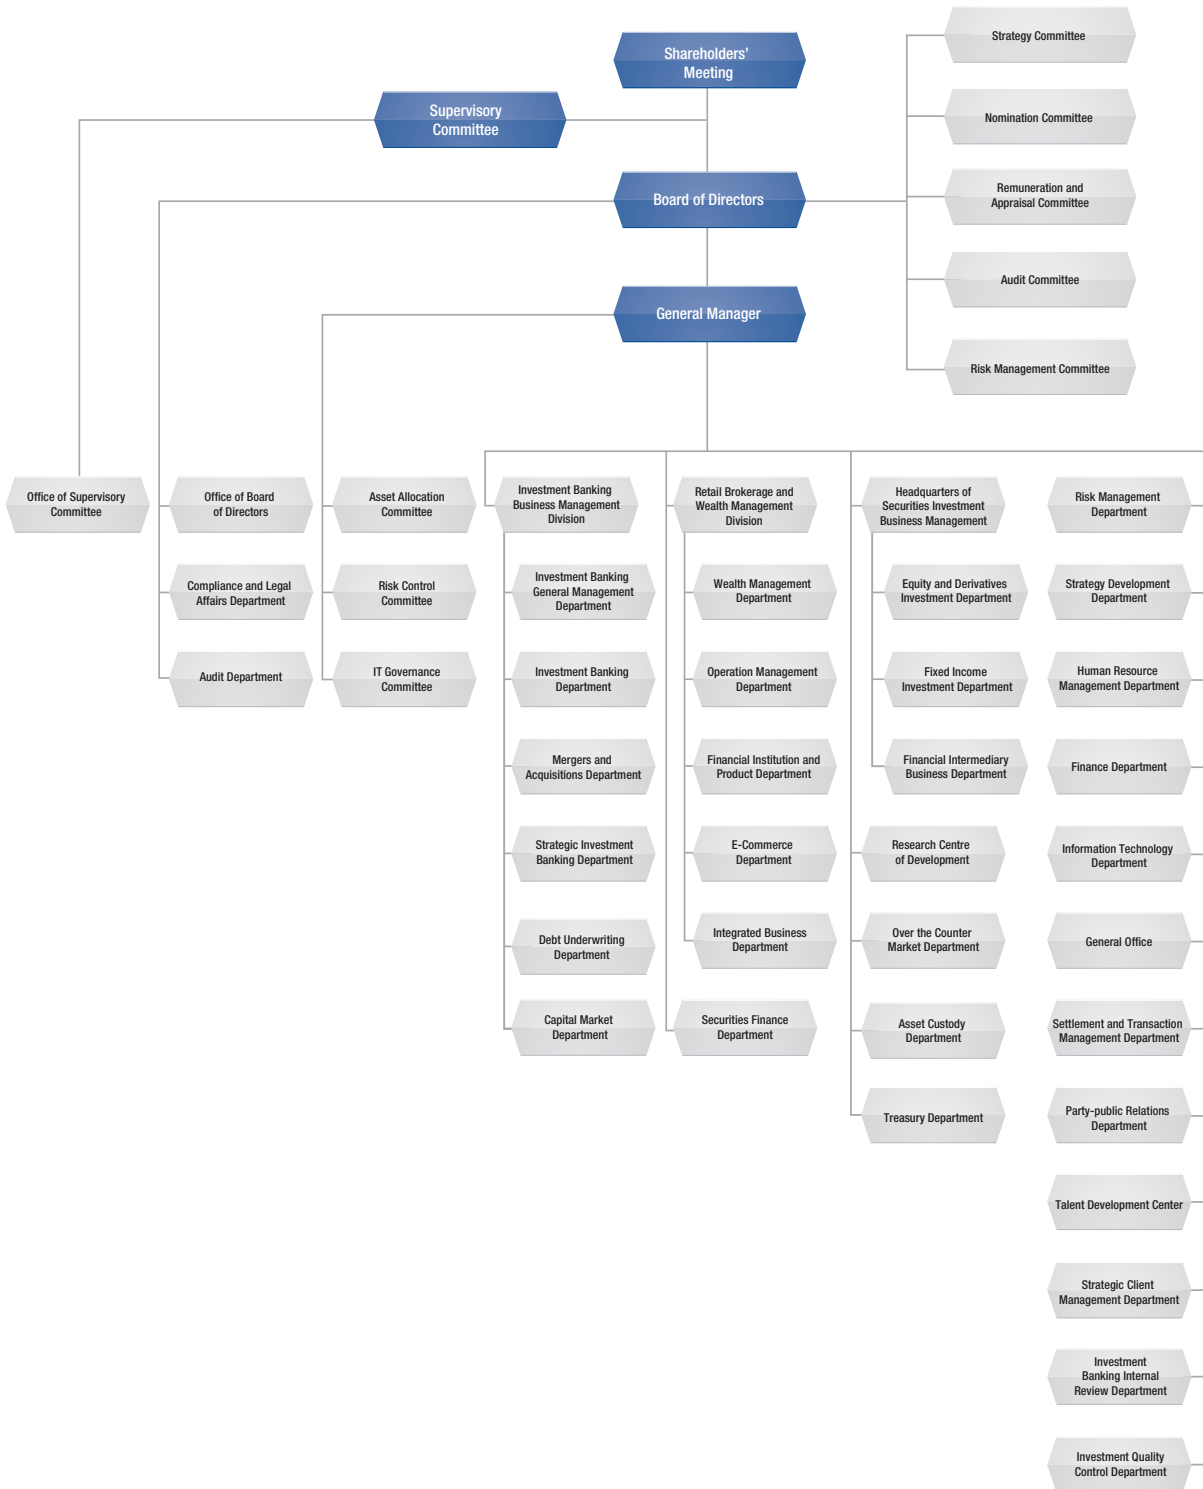 Shareholders'
Meeting
Supervisory
Committee
Board of Directors
General Manager
Strategy Committee
Nomination Committee
Remuneration and
Appraisal Committee
Audit Committee
Risk Management Committee
Office of Supervisory
Committee
Office of Board
of Directors
Compliance and Legal
Affairs Department
Audit Department
Asset Allocation
Committee
Risk Control
Committee
IT Governance
Committee
Investment Banking
Business Management
Division
Investment Banking
General Management
Department
Investment Banking
Department
Mergers and
Acquisitions Department
Strategic Investment
Banking Department
Debt Underwriting
Department
Capital Market
Department
Retail Brokerage and
Wealth Management
Division
Wealth Management
Department
Operation Management
Department
Financial Institution and
Product Department
E-Commerce
Department
Integrated Business
Department
Securities Finance
Department
Headquarters of
Securities Investment
Business Management
Equity and Derivatives
Investment Department
Fixed Income
Investment Department
Financial Intermediary
Business Department
Research Centre
of Development
Over the Counter
Market Department
Asset Custody
Department
Treasury Department
Risk Management
Department
Strategy Development
Department
Human Resource
Management Department
Finance Department
Information Technology
Department
General Office
Settlement and Transaction
Management Department
Party-public Relations
Department
Talent Development Center
Strategic Client
Management Department
Investment
Banking Internal
Review Department
Investment Quality
Control Department